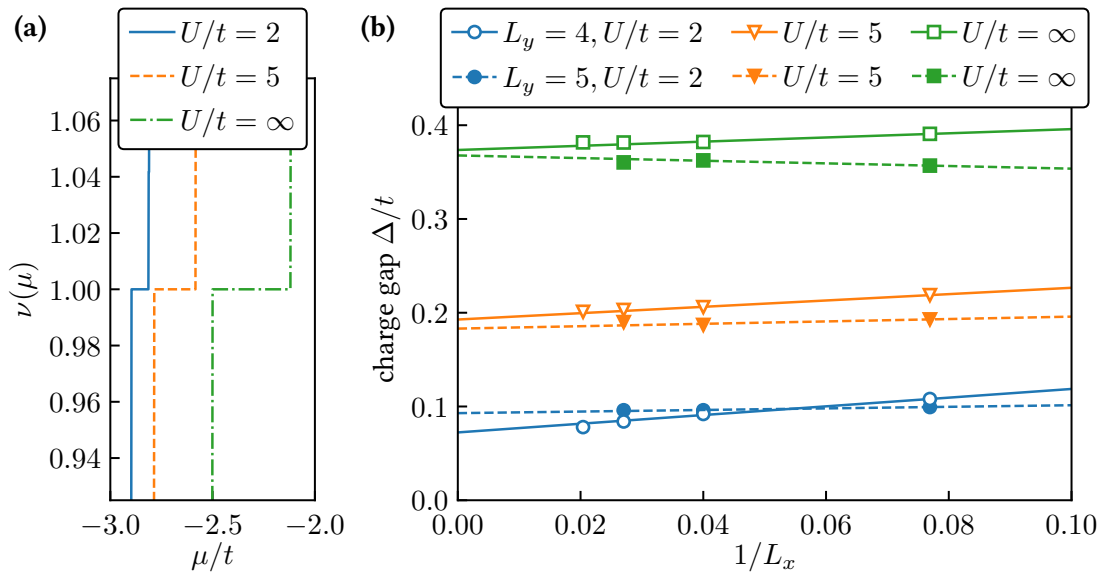 (a)
U/t = 2
U/t = 5
U/t = ∞
ν(μ)
1.06
1.04
1.02
1.00
0.98
0.96
0.94
−3.0 −2.5 −2.0
μ/t
(b)
L_y = 4, U/t = 2 U/t = 5 U/t = ∞
L_y = 5, U/t = 2 U/t = 5 U/t = ∞
charge gap Δ/t
0.4
0.3
0.2
0.1
0.0
0.00 0.02 0.04 0.06 0.08 0.10
1/L_x